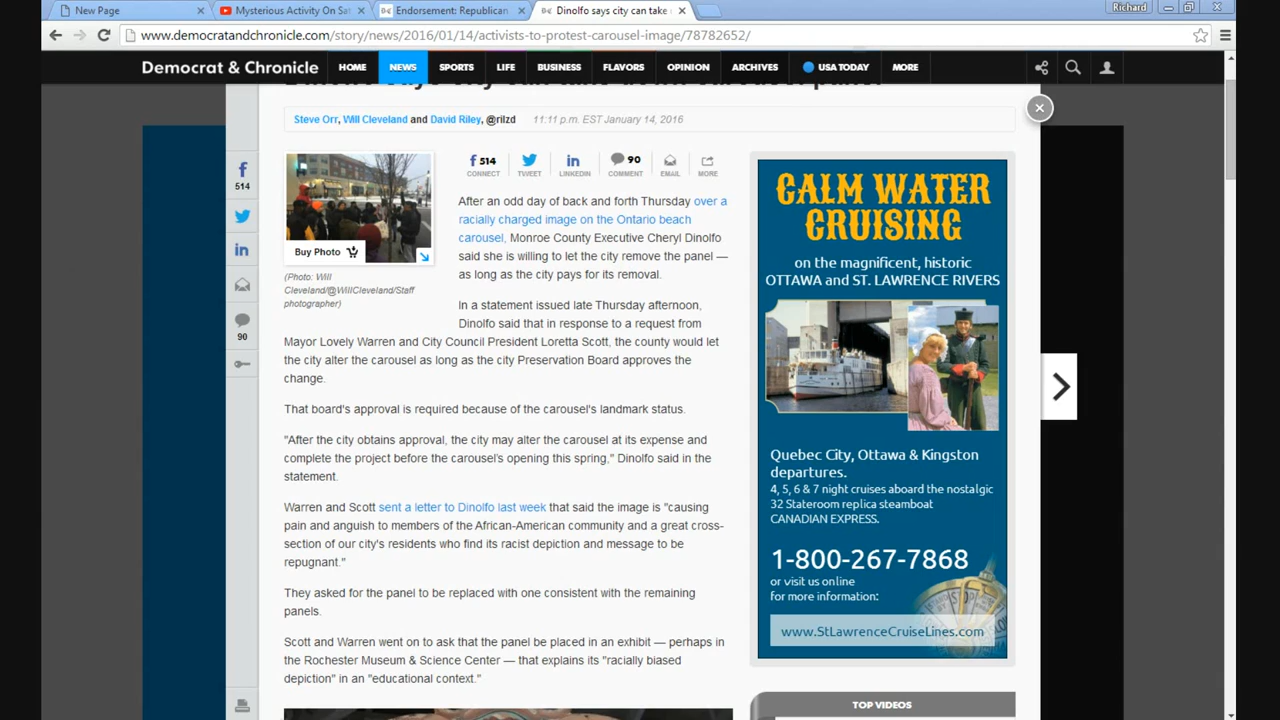 New Page
Mysterious Activity On Sat
Endorsement: Republican
Dinolfo says city can take
Richard
www.democratandchronicle.com/story/news/2016/01/14/activists-to-protest-carousel-image/78782652/
Democrat & Chronicle
HOME NEWS SPORTS LIFE BUSINESS FLAVORS OPINION ARCHIVES USA TODAY MORE
Dinolfo says city can take down carousel panel
Steve Orr, Will Cleveland and David Riley, @rilzd 11:11 p.m. EST January 14, 2016
514
90
Buy Photo
(Photo: Will
Cleveland/@WillCleveland/Staff
photographer)
514 90
CONNECT TWEET LINKEDIN COMMENT EMAIL MORE
After an odd day of back and forth Thursday over a
racially charged image on the Ontario beach
carousel, Monroe County Executive Cheryl Dinolfo
said she is willing to let the city remove the panel —
as long as the city pays for its removal.
In a statement issued late Thursday afternoon,
Dinolfo said that in response to a request from
Mayor Lovely Warren and City Council President Loretta Scott, the county would let
the city alter the carousel as long as the city Preservation Board approves the
change.
That board's approval is required because of the carousel's landmark status.
"After the city obtains approval, the city may alter the carousel at its expense and
complete the project before the carousel's opening this spring," Dinolfo said in the
statement.
Warren and Scott sent a letter to Dinolfo last week that said the image is "causing
pain and anguish to members of the African-American community and a great cross-
section of our city's residents who find its racist depiction and message to be
repugnant."
They asked for the panel to be replaced with one consistent with the remaining
panels.
Scott and Warren went on to ask that the panel be placed in an exhibit — perhaps in
the Rochester Museum & Science Center — that explains its "racially biased
depiction" in an "educational context."
CALM WATER
CRUISING
on the magnificent, historic
OTTAWA and ST. LAWRENCE RIVERS
Quebec City, Ottawa & Kingston
departures.
4, 5, 6 & 7 night cruises aboard the nostalgic
32 Stateroom replica steamboat
CANADIAN EXPRESS.
1-800-267-7868
or visit us online
for more information:
www.StLawrenceCruiseLines.com
TOP VIDEOS